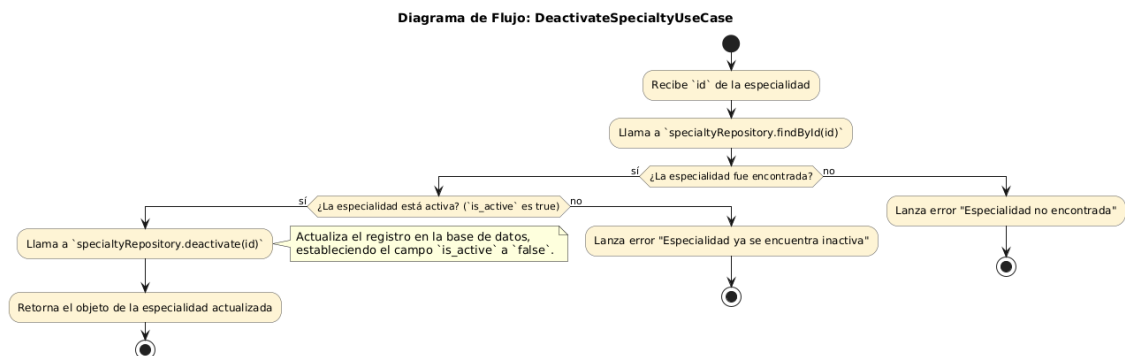 Diagrama de Flujo: DeactivateSpecialtyUseCase
Recibe `id` de la especialidad
Llama a `specialtyRepository.findById(id)`
¿La especialidad fue encontrada?
sí
no
¿La especialidad está activa? (`is_active` es true)
sí
no
Llama a `specialtyRepository.deactivate(id)`
Actualiza el registro en la base de datos,
estableciendo el campo `is_active` a `false`.
Retorna el objeto de la especialidad actualizada
Lanza error "Especialidad ya se encuentra inactiva"
Lanza error "Especialidad no encontrada"